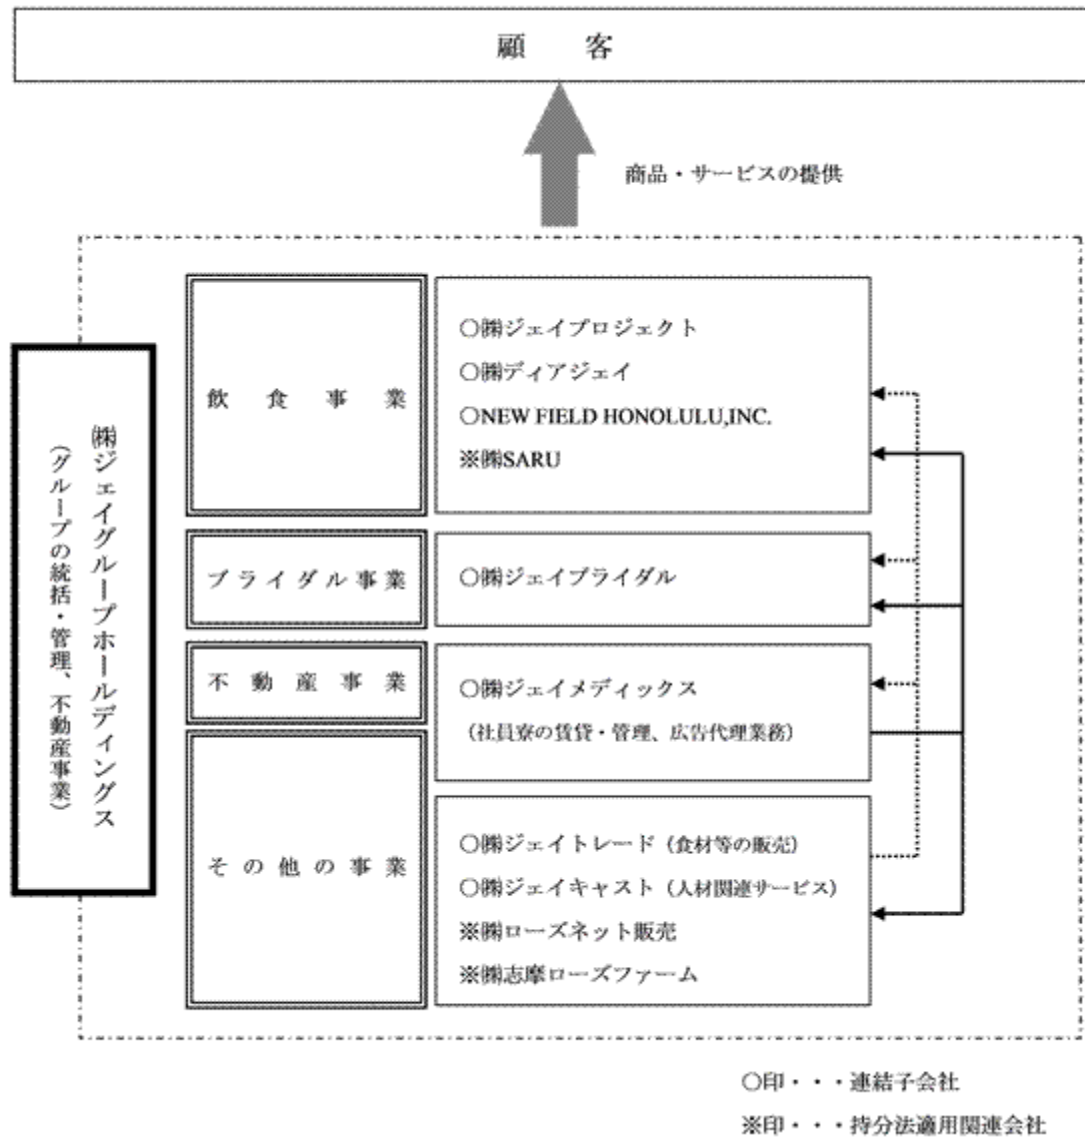 顧　客
商品・サービスの提供
㈱ジェイグループホールディングス
（グループの統括・管理、不動産事業）
飲食事業
○㈱ジェイプロジェクト
○㈱ディアジェイ
○NEW FIELD HONOLULU,INC.
※㈱SARU
ブライダル事業
○㈱ジェイブライダル
不動産事業
○㈱ジェイメディックス
（社員寮の賃貸・管理、広告代理業務）
その他の事業
○㈱ジェイトレード（食材等の販売）
○㈱ジェイキャスト（人材関連サービス）
※㈱ローズネット販売
※㈱志摩ローズファーム
○印・・・連結子会社
※印・・・持分法適用関連会社